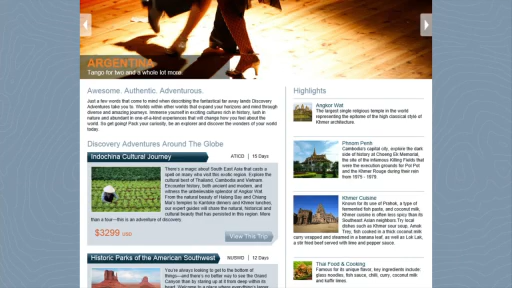 ARGENTINA
Tango for two and a whole lot more
Awesome. Authentic. Adventurous.
Just a few words that come to mind when describing the fantastical far away lands Discovery
Adventures take you to. Worlds within other worlds that expand your horizons and mind through
diverse and amazing journeys. Immerse yourself in exciting cultures rich in history, lush in
nature and abundant in one-of-a-kind experiences that will change how you feel about the
world. So get going! Pack your curiosity, be an explorer and discover the wonders of your world
today.
Discovery Adventures Around The Globe
Indochina Cultural Journey
ATICD | 15 Days
There's a magic about South East Asia that casts a
spell on many who visit this exotic region. Explore the
cultural best of Thailand, Cambodia and Vietnam.
Encounter history, both ancient and modern, and
witness the unbelievable splendor of Angkor Wat.
From the natural beauty of Halong Bay and Chiang
Mai's temples to Kantoke dinners and Khmer tuition,
our expert guides will share the natural, historical and
cultural beauty that has persisted in this region. More
than a tour—this is an adventure of discovery.
$3299 USD
View This Trip
Historic Parks of the American Southwest
NUSWD | 12 Days
You're always looking to get to the bottom of
things—and there's no better way to see the Grand
Canyon than by staring up at it from deep within its
Highlights
Angkor Wat
The largest single religious temple in the world
representing the epitome of the high classical style of
Khmer architecture.
Phnom Penh
Cambodia's capital city, explore the dark
side of history at Choeng Ek Memorial,
the site of the infamous Killing Fields that
were the execution grounds for Pol Pot
and the Khmer Rouge during their reign
from 1975 - 1979.
Khmer Cuisine
Known for its use of Prahok, a type of
fermented fish paste, and coconut milk,
Khmer cuisine is often less spicy than its
Southeast Asian neighbors. Try local
dishes such as Khmer sour soup, Amok
Trey, fish cooked in a thick coconut milk
curry wrapped and steamed in a banana leaf, as well as Lok Lak,
a stir fried beef served with lime and pepper sauce.
Thai Food & Cooking
Famous for its unique flavor, key ingredients include:
glass noodles, fish sauce, chilli, curry, coconut milk
and kaffir limes.